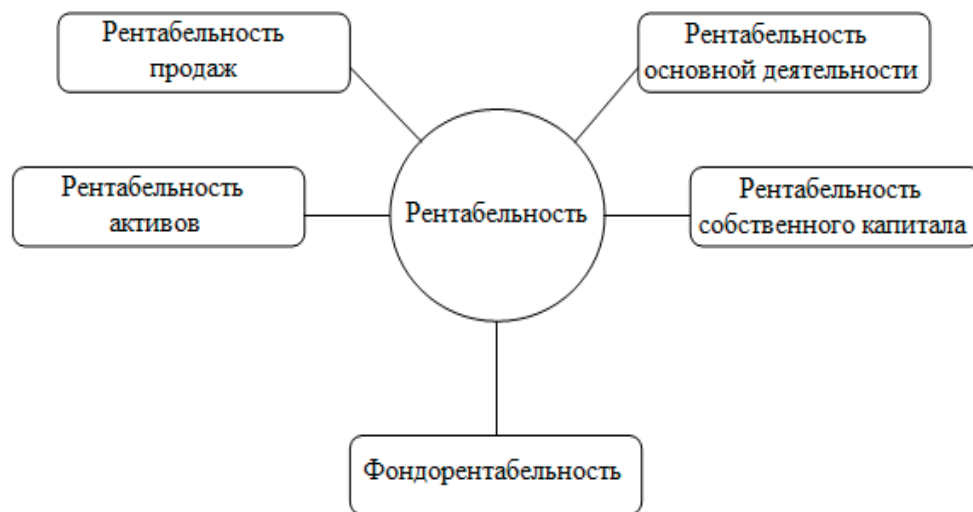 Рентабельность
продаж
Рентабельность
основной деятельности
Рентабельность
активов
Рентабельность
Рентабельность
собственного капитала
Фондорентабельность